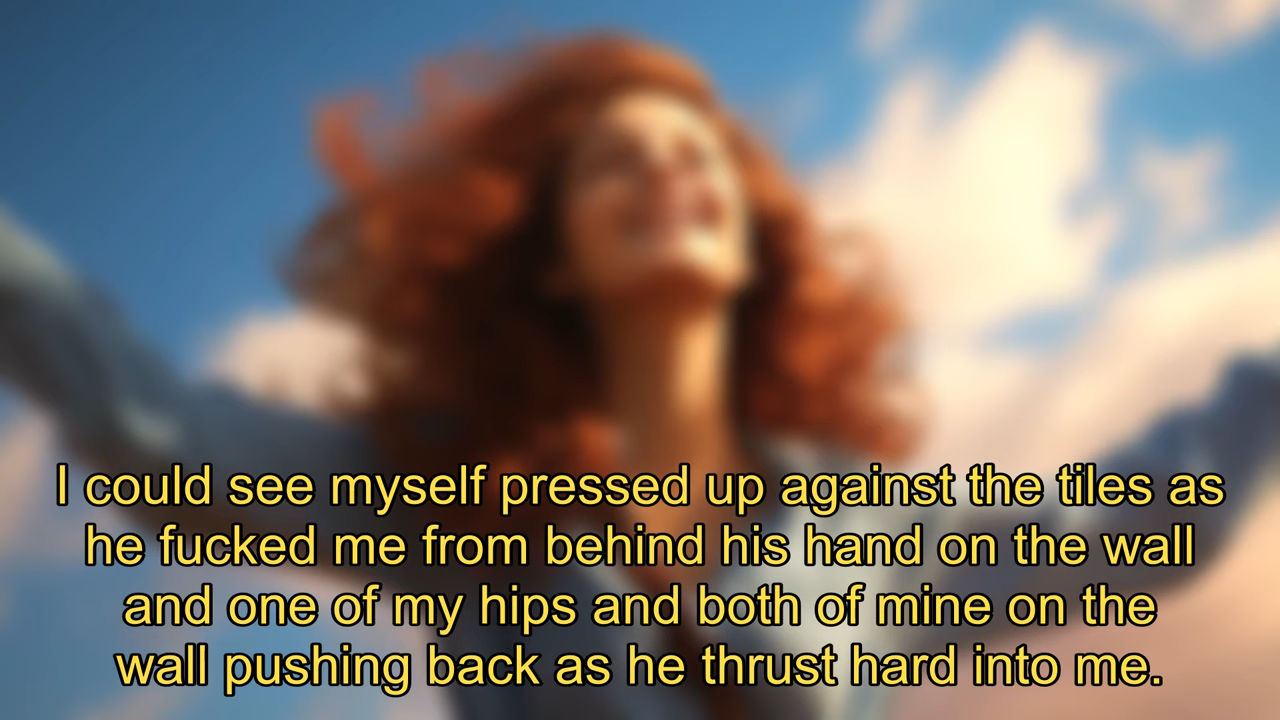 I could see myself pressed up against the tiles as
he fucked me from behind his hand on the wall
and one of my hips and both of mine on the
wall pushing back as he thrust hard into me.